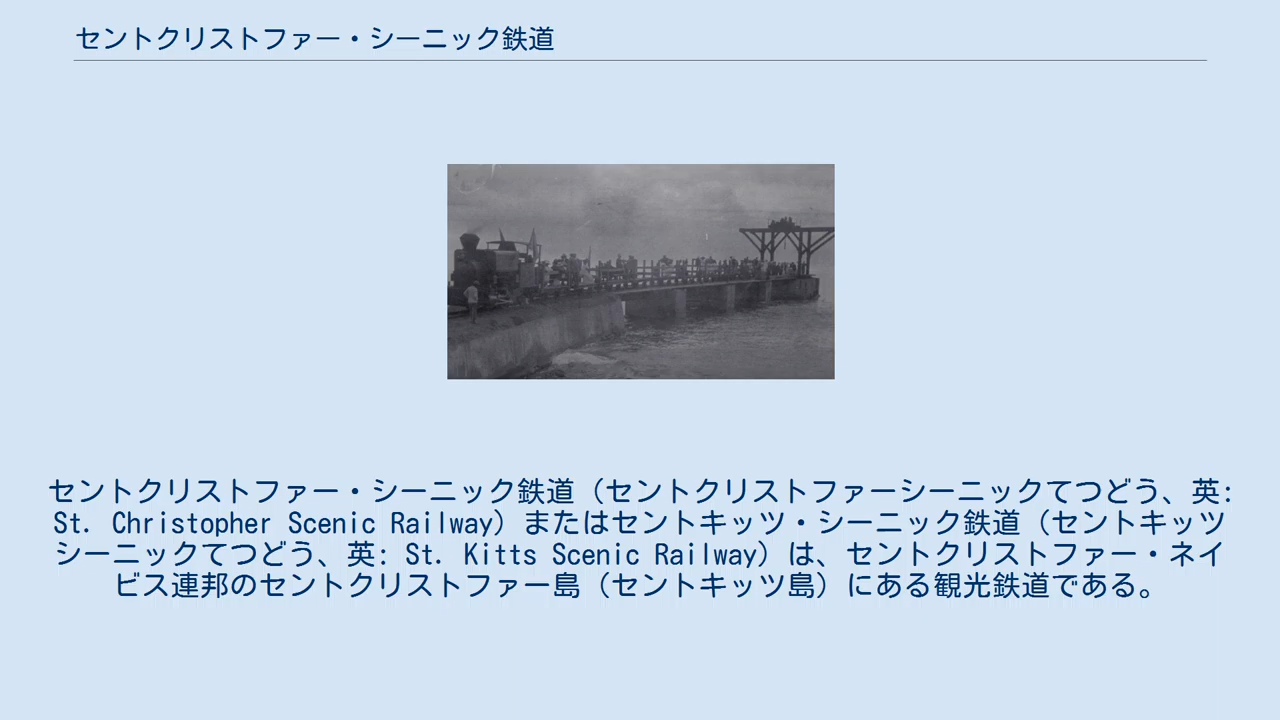 セントクリストファー・シーニック鉄道
セントクリストファー・シーニック鉄道（セントクリストファーシーニックてつどう、英:
St. Christopher Scenic Railway）またはセントキッツ・シーニック鉄道（セントキッツ
シーニックてつどう、英: St. Kitts Scenic Railway）は、セントクリストファー・ネイ
ビス連邦のセントクリストファー島（セントキッツ島）にある観光鉄道である。